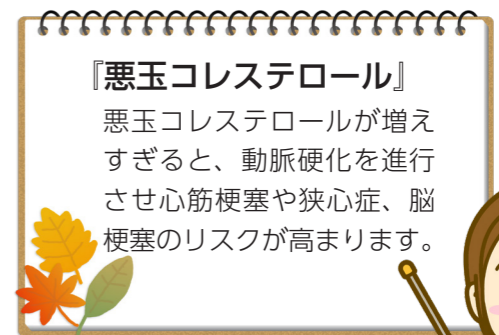 『悪玉コレステロール』
悪玉コレステロールが増え
すぎると、動脈硬化を進行
させ心筋梗塞や狭心症、脳
梗塞のリスクが高まります。